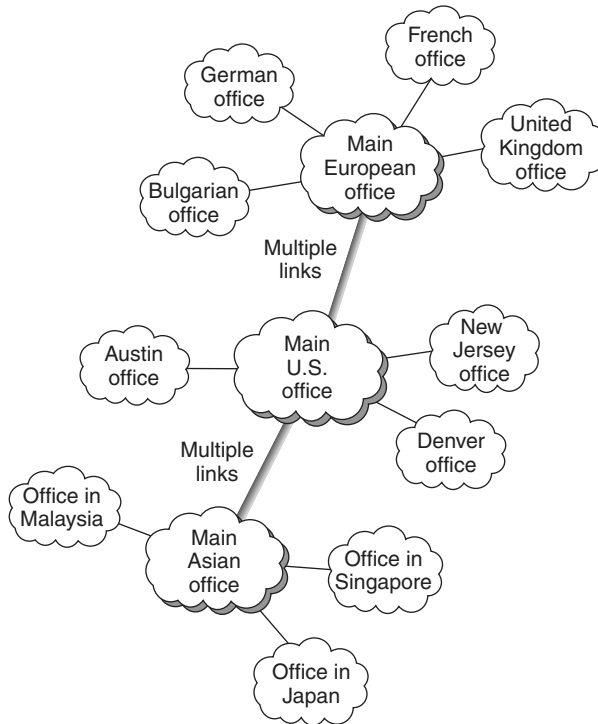 French
office
German
office
United
Kingdom
office
Main
European
office
Bulgarian
office
Multiple
links
Main
U.S.
office
New
Jersey
office
Austin
office
Denver
office
Multiple
links
Office in
Malaysia
Main
Asian
office
Office in
Singapore
Office in
Japan